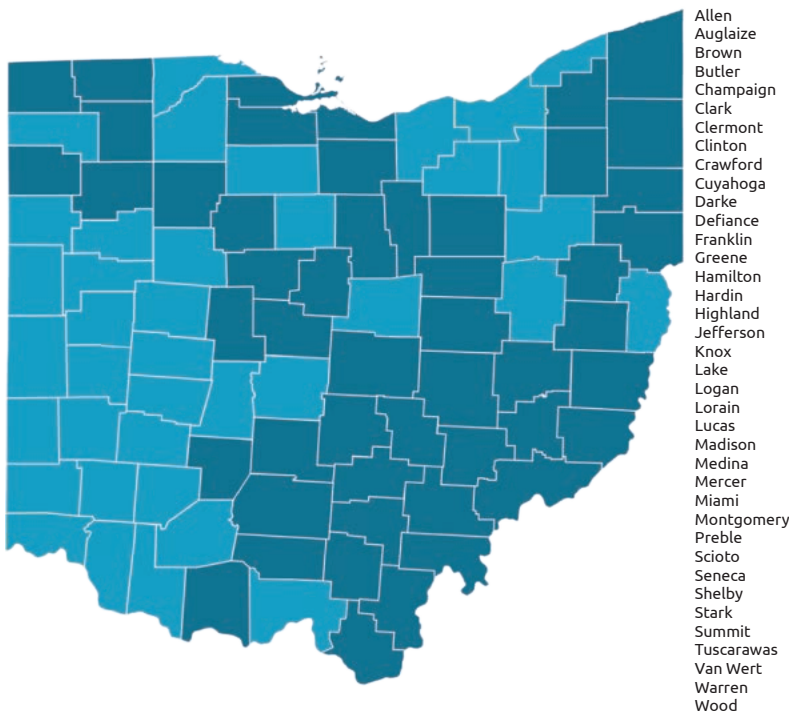 Allen
Auglaize
Brown
Butler
Champaign
Clark
Clermont
Clinton
Crawford
Cuyahoga
Darke
Defiance
Franklin
Greene
Hamilton
Hardin
Highland
Jefferson
Knox
Lake
Logan
Lorain
Lucas
Madison
Medina
Mercer
Miami
Montgomery
Preble
Scioto
Seneca
Shelby
Stark
Summit
Tuscarawas
Van Wert
Warren
Wood